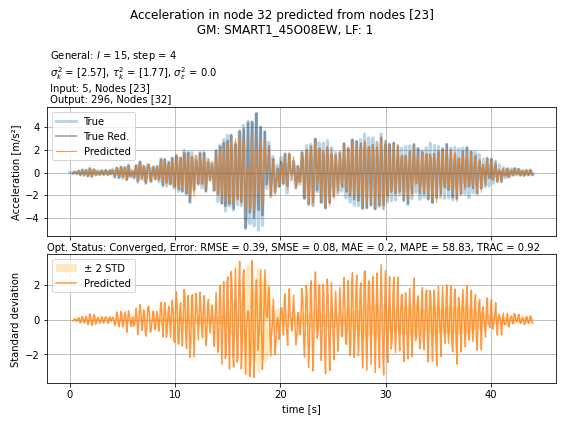 Acceleration in node 32 predicted from nodes [23]
GM: SMART1_45O08EW, LF: 1
General: l = 15, step = 4
σ²ₖ = [2.57], τ²ₖ = [1.77], σ²ε = 0.0
Input: 5, Nodes [23]
Output: 296, Nodes [32]
True
True Red.
Predicted
Acceleration [m/s²]
4
2
0
−2
−4
Opt. Status: Converged, Error: RMSE = 0.39, SMSE = 0.08, MAE = 0.2, MAPE = 58.83, TRAC = 0.92
± 2 STD
Predicted
Standard deviation
2
0
−2
0 10 20 30 40
time [s]